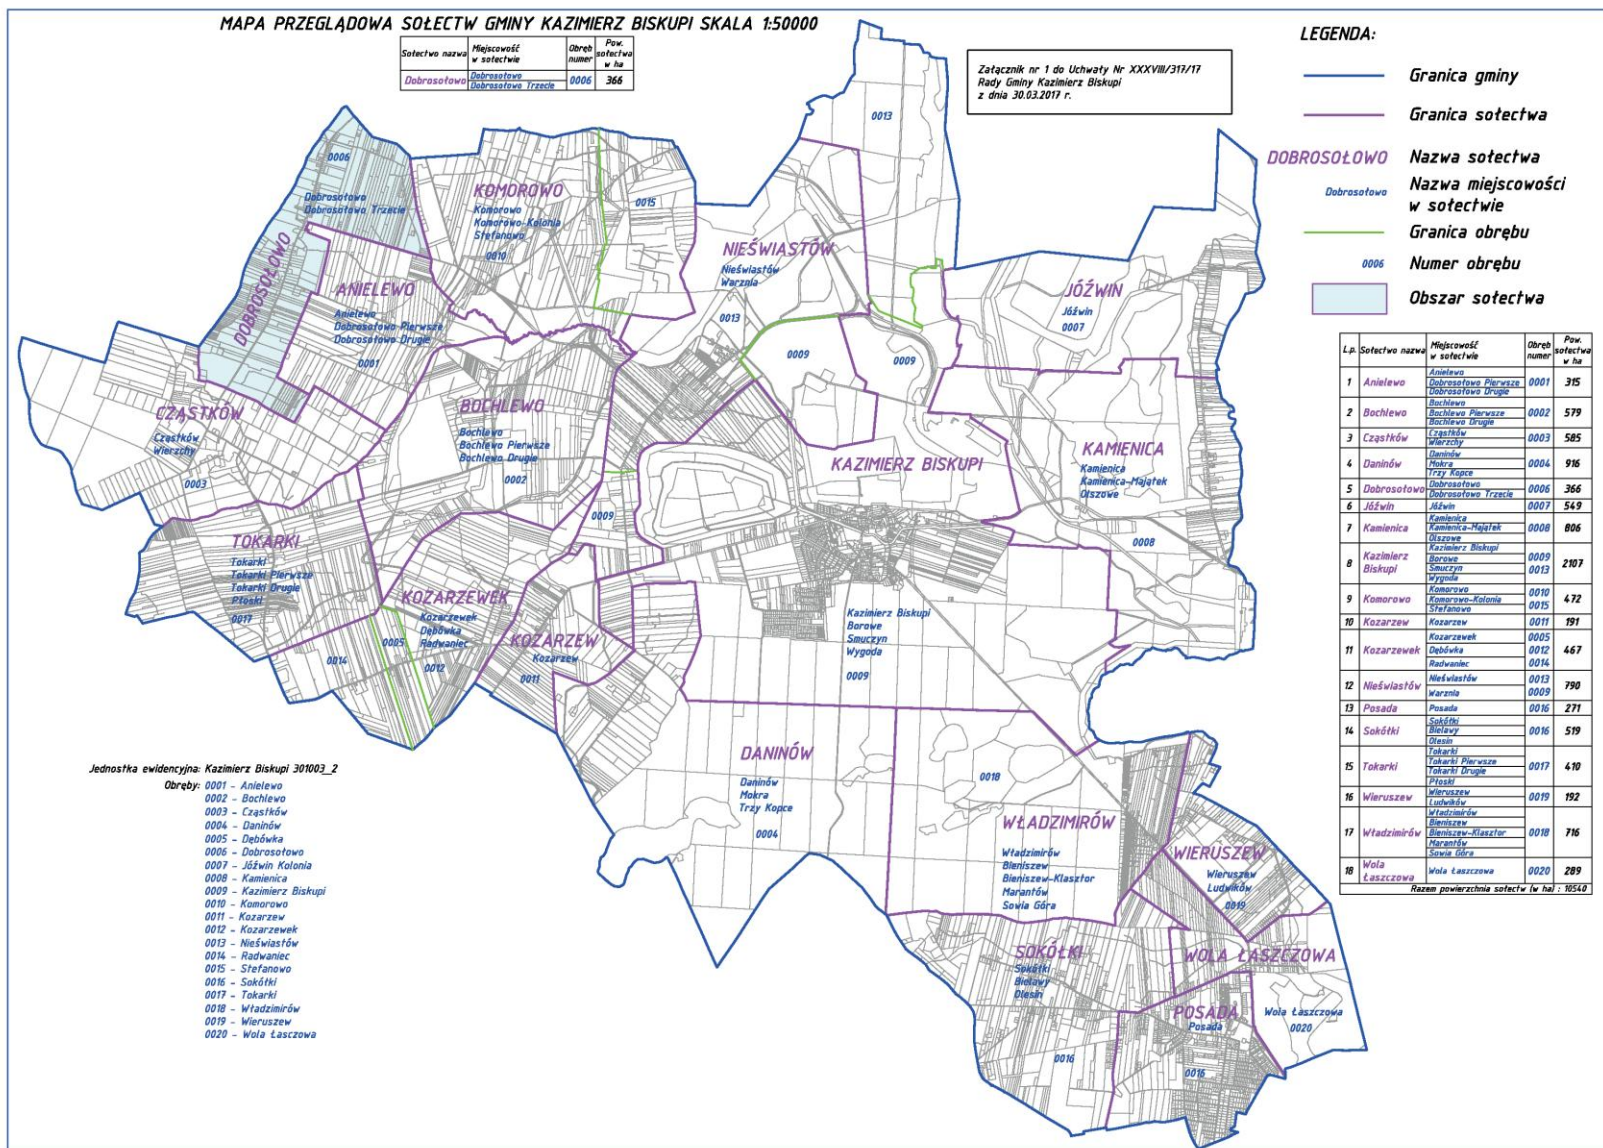 MAPA PRZEGLĄDOWA SOŁECTW GMINY KAZIMIERZ BISKUPI SKALA 1:50000
Sołectwo nazwa Miejscowość w sołectwie Obręb numer Pow. sołectwa w ha
Dobrosołowo Dobrosołowo 0006 366
Dobrosołowo Trzecie
Załącznik nr 1 do Uchwały Nr XXXVIII/317/17
Rady Gminy Kazimierz Biskupi
z dnia 30.03.2017 r.
LEGENDA:
Granica gminy
Granica sołectwa
DOBROSOŁOWO Nazwa sołectwa
Dobrosołowo Nazwa miejscowości
w sołectwie
Granica obrębu
0006 Numer obrębu
Obszar sołectwa
0006
Dobrosołowo
Dobrosołowo Trzecie
DOBROSOŁOWO
KOMOROWO
Komorowo
Komorowo-Kolonia
Stefanowo
0010
0015
0013
NIEŚWIASTÓW
Nieświastów
Warznia
0013
ANIELEWO
Anielewo
Dobrosołowo Pierwsze
Dobrosołowo Drugie
0001
JÓŹWIN
Jóźwin
0007
0009
0009
CZĄSTKÓW
Cząstków
Wierzchy
0003
BOCHLEWO
Bochlewo
Bochlewo Pierwsze
Bochlewo Drugie
0002
KAZIMIERZ BISKUPI
KAMIENICA
Kamienica
Kamienica-Majątek
Olszowe
0008
0009
TOKARKI
Tokarki
Tokarki Pierwsze
Tokarki Drugie
Płoski
0017
KOZARZEWEK
Kozarzewek
Dębówka
Radwaniec
0005
0012
0014
KOZARZEW
Kozarzew
0011
Kazimierz Biskupi
Borowe
Smuczyn
Wygoda
0009
DANINÓW
Daninów
Mokra
Trzy Kopce
0004
0018
WŁADZIMIRÓW
Władzimirów
Bieniszew
Bieniszew-Klasztor
Marantów
Sowia Góra
WIERUSZEW
Wieruszew
Ludwików
0019
SOKÓŁKI
Sokółki
Bielawy
Olesin
0016
WOLA ŁASZCZOWA
Wola Łaszczowa
0020
POSADA
Posada
0016
Jednostka ewidencyjna: Kazimierz Biskupi 301003_2
Obręby: 0001 - Anielewo
0002 - Bochlewo
0003 - Cząstków
0004 - Daninów
0005 - Dębówka
0006 - Dobrosołowo
0007 - Jóźwin Kolonia
0008 - Kamienica
0009 - Kazimierz Biskupi
0010 - Komorowo
0011 - Kozarzew
0012 - Kozarzewek
0013 - Nieświastów
0014 - Radwaniec
0015 - Stefanowo
0016 - Sokółki
0017 - Tokarki
0018 - Władzimirów
0019 - Wieruszew
0020 - Wola Łasczowa
L.p. Sołectwo nazwa Miejscowość w sołectwie Obręb numer Pow. sołectwa w ha
1 Anielewo Anielewo 0001 315
Dobrosołowo Pierwsze
Dobrosołowo Drugie
2 Bochlewo Bochlewo 0002 579
Bochlewo Pierwsze
Bochlewo Drugie
3 Cząstków Cząstków 0003 585
Wierzchy
4 Daninów Daninów 0004 916
Mokra
Trzy Kopce
5 Dobrosołowo Dobrosołowo 0006 366
Dobrosołowo Trzecie
6 Jóźwin Jóźwin 0007 549
7 Kamienica Kamienica 0008 806
Kamienica-Majątek
Olszowe
8 Kazimierz Biskupi Kazimierz Biskupi 0009 0013 2107
Borowe
Smuczyn
Wygoda
9 Komorowo Komorowo 0010 0015 472
Komorowo-Kolonia
Stefanowo
10 Kozarzew Kozarzew 0011 191
11 Kozarzewek Kozarzewek 0005 467
Dębówka 0012
Radwaniec 0014
12 Nieświastów Nieświastów 0013 790
Warznia 0009
13 Posada Posada 0016 271
14 Sokółki Sokółki 0016 519
Bielawy
Olesin
15 Tokarki Tokarki 0017 410
Tokarki Pierwsze
Tokarki Drugie
Płoski
16 Wieruszew Wieruszew 0019 192
Ludwików
17 Władzimirów Władzimirów 0018 716
Bieniszew
Bieniszew-Klasztor
Marantów
Sowia Góra
18 Wola Łaszczowa Wola Łaszczowa 0020 289
Razem powierzchnia sołectw (w ha) : 10540